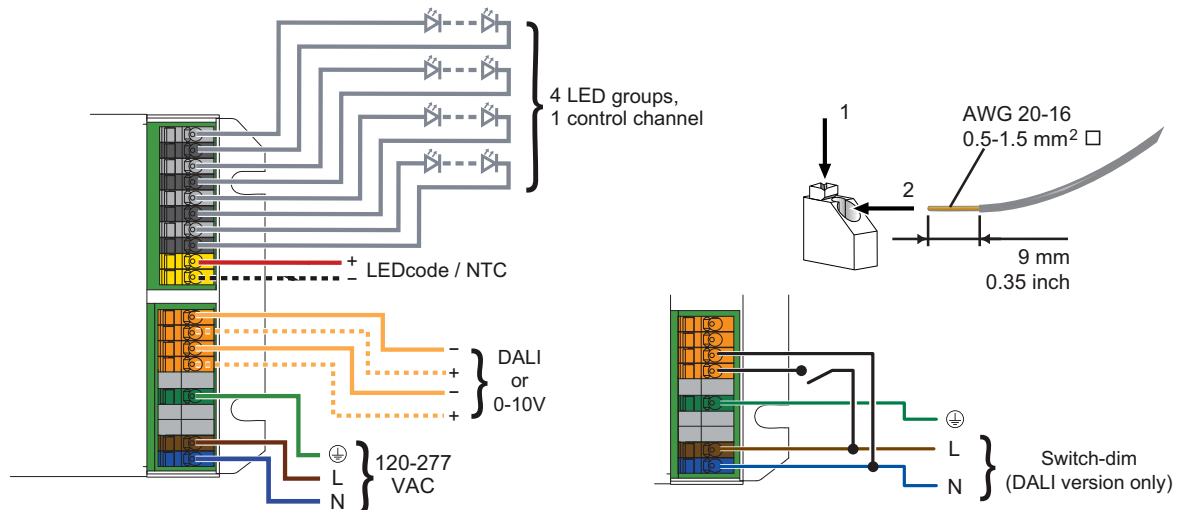 4 LED groups,
1 control channel
+
− LEDcode / NTC
−
+
−
+
DALI
or
0-10V
⏚
L
N
120-277
VAC
1
2
AWG 20-16
0.5-1.5 mm² □
9 mm
0.35 inch
⏚
L
N
Switch-dim
(DALI version only)